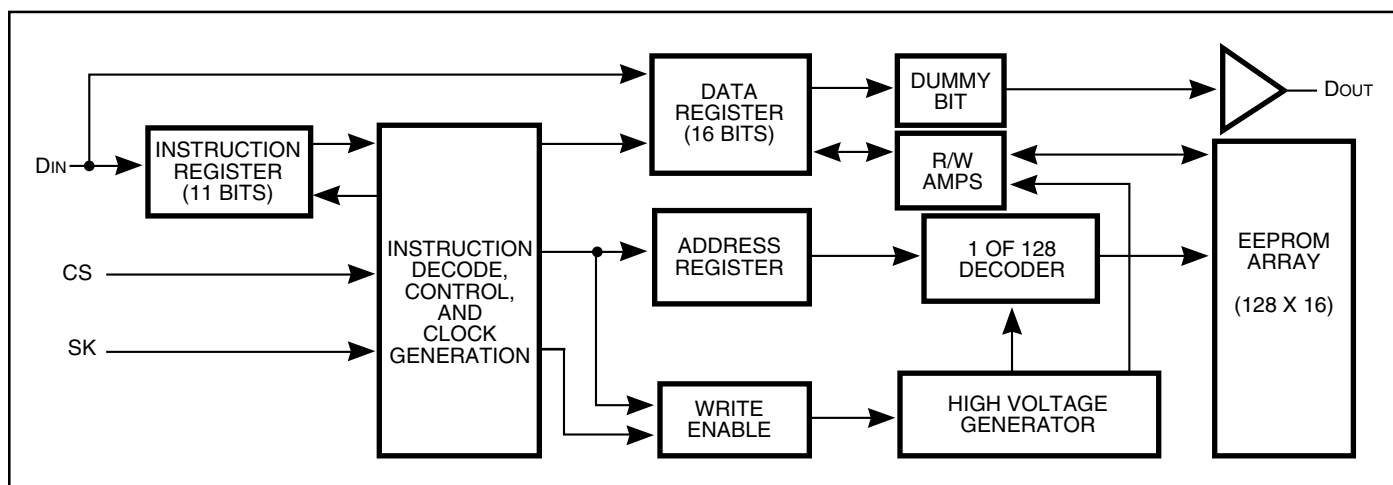 DIN
INSTRUCTION
REGISTER
(11 BITS)
CS
SK
INSTRUCTION
DECODE,
CONTROL,
AND
CLOCK
GENERATION
DATA
REGISTER
(16 BITS)
ADDRESS
REGISTER
WRITE
ENABLE
DUMMY
BIT
R/W
AMPS
1 OF 128
DECODER
HIGH VOLTAGE
GENERATOR
DOUT
EEPROM
ARRAY
(128 X 16)